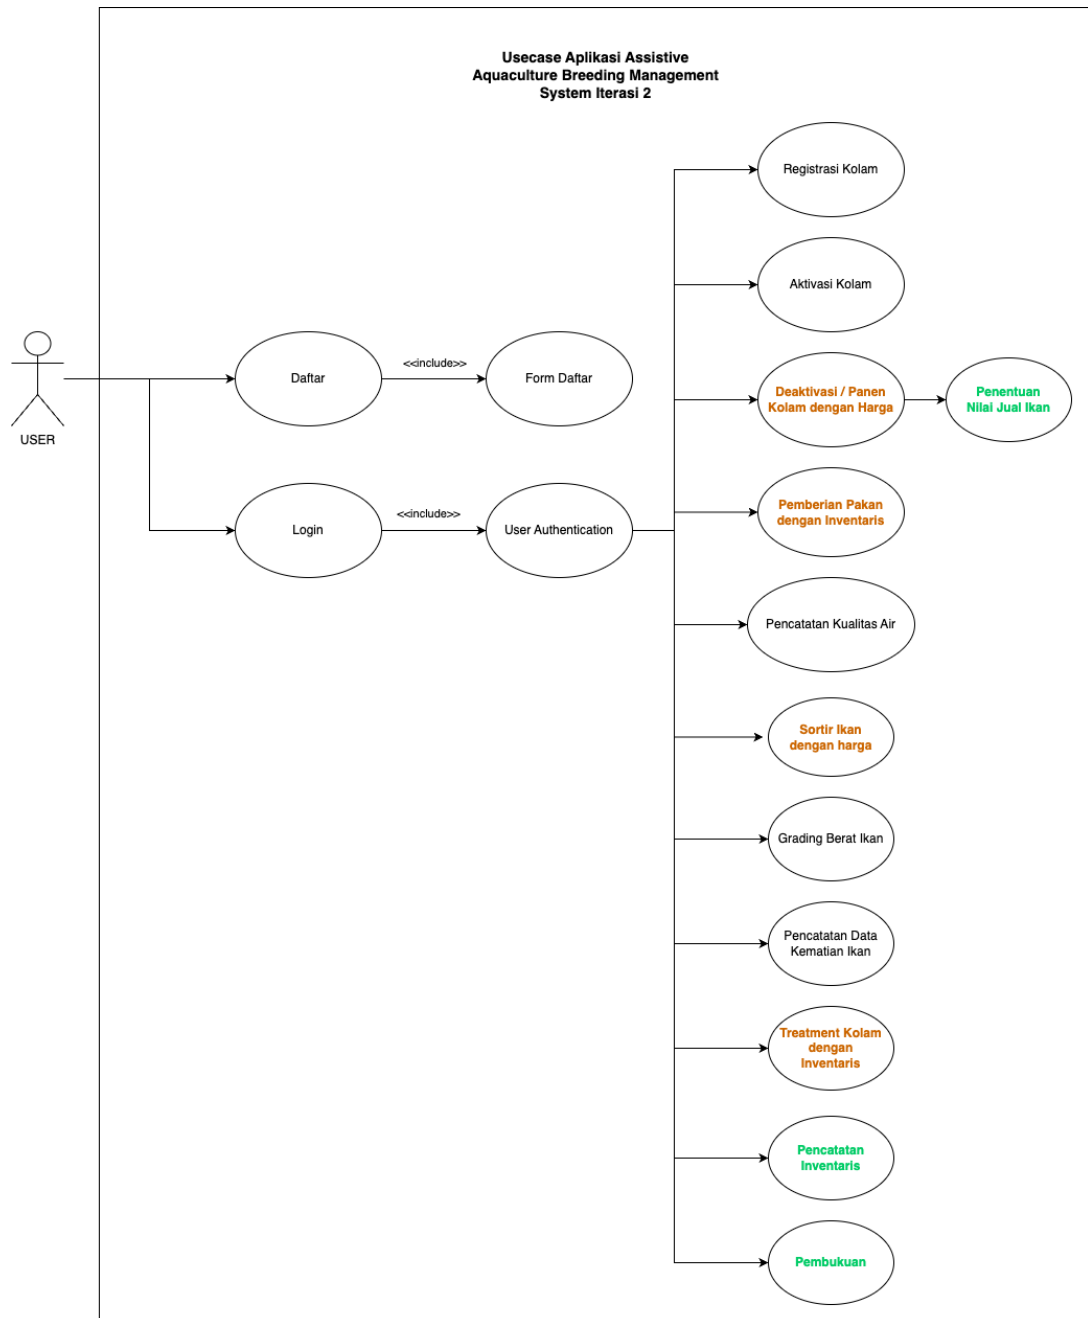 Usecase Aplikasi Assistive
Aquaculture Breeding Management
System Iterasi 2
Registrasi Kolam
Aktivasi Kolam
USER
Daftar
<<include>>
Form Daftar
Deaktivasi / Panen
Kolam dengan Harga
Penentuan
Nilai Jual Ikan
Login
<<include>>
User Authentication
Pemberian Pakan
dengan Inventaris
Pencatatan Kualitas Air
Sortir Ikan
dengan harga
Grading Berat Ikan
Pencatatan Data
Kematian Ikan
Treatment Kolam
dengan
Inventaris
Pencatatan
Inventaris
Pembukuan